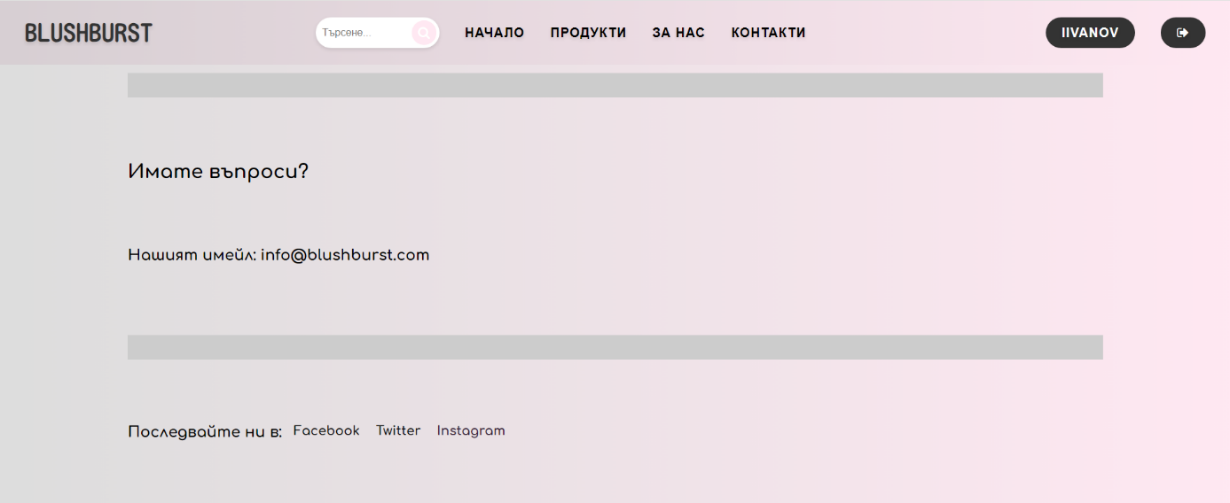 BLUSHBURST Търсене... НАЧАЛО ПРОДУКТИ ЗА НАС КОНТАКТИ IIVANOV
Имате въпроси?
Нашият имейл: info@blushburst.com
Последвайте ни в: Facebook Twitter Instagram